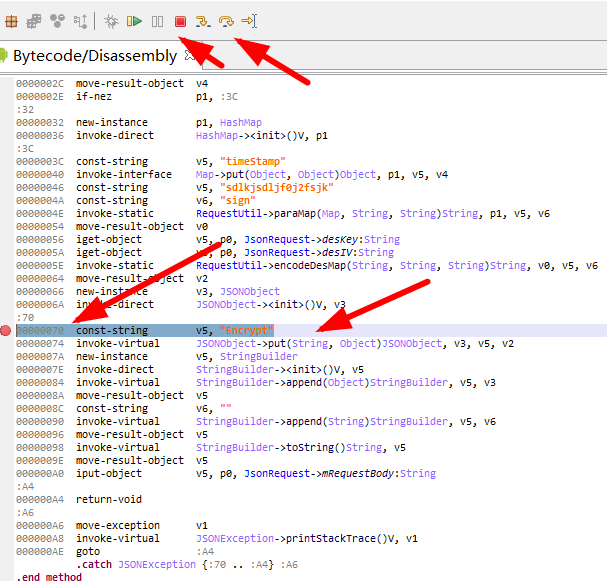 Bytecode/Disassembly
0000002C move-result-object v4
0000002E if-nez p1, :3C
:32
00000032 new-instance p1, HashMap
00000036 invoke-direct HashMap-><init>()V, p1
:3C
0000003C const-string v5, "timeStamp"
00000040 invoke-interface Map->put(Object, Object)Object, p1, v5, v4
00000046 const-string v5, "sdlkjsdljf0j2fsjk"
0000004A const-string v6, "sign"
0000004E invoke-static RequestUtil->paraMap(Map, String, String)String, p1, v5, v6
00000054 move-result-object v0
00000056 iget-object v5, p0, JsonRequest->desKey:String
0000005A iget-object p0, JsonRequest->desIV:String
0000005E invoke-static RequestUtil->encodeDesMap(String, String, String)String, v0, v5, v6
00000064 move-result-object v2
00000066 new-instance v3, JSONObject
0000006A invoke-direct JSONObject-><init>()V, v3
:70
00000070 const-string v5, "Encrypt"
00000074 invoke-virtual JSONObject->put(String, Object)JSONObject, v3, v5, v2
0000007A new-instance v5, StringBuilder
0000007E invoke-direct StringBuilder-><init>()V, v5
00000084 invoke-virtual StringBuilder->append(Object)StringBuilder, v5, v3
0000008A move-result-object v5
0000008C const-string v6, ""
00000090 invoke-virtual StringBuilder->append(String)StringBuilder, v5, v6
00000096 move-result-object v5
00000098 invoke-virtual StringBuilder->toString()String, v5
0000009E move-result-object v5
000000A0 iput-object v5, p0, JsonRequest->mRequestBody:String
:A4
000000A4 return-void
:A6
000000A6 move-exception v1
000000A8 invoke-virtual JSONException->printStackTrace()V, v1
000000AE goto :A4
.catch JSONException {:70 .. :A4} :A6
.end method